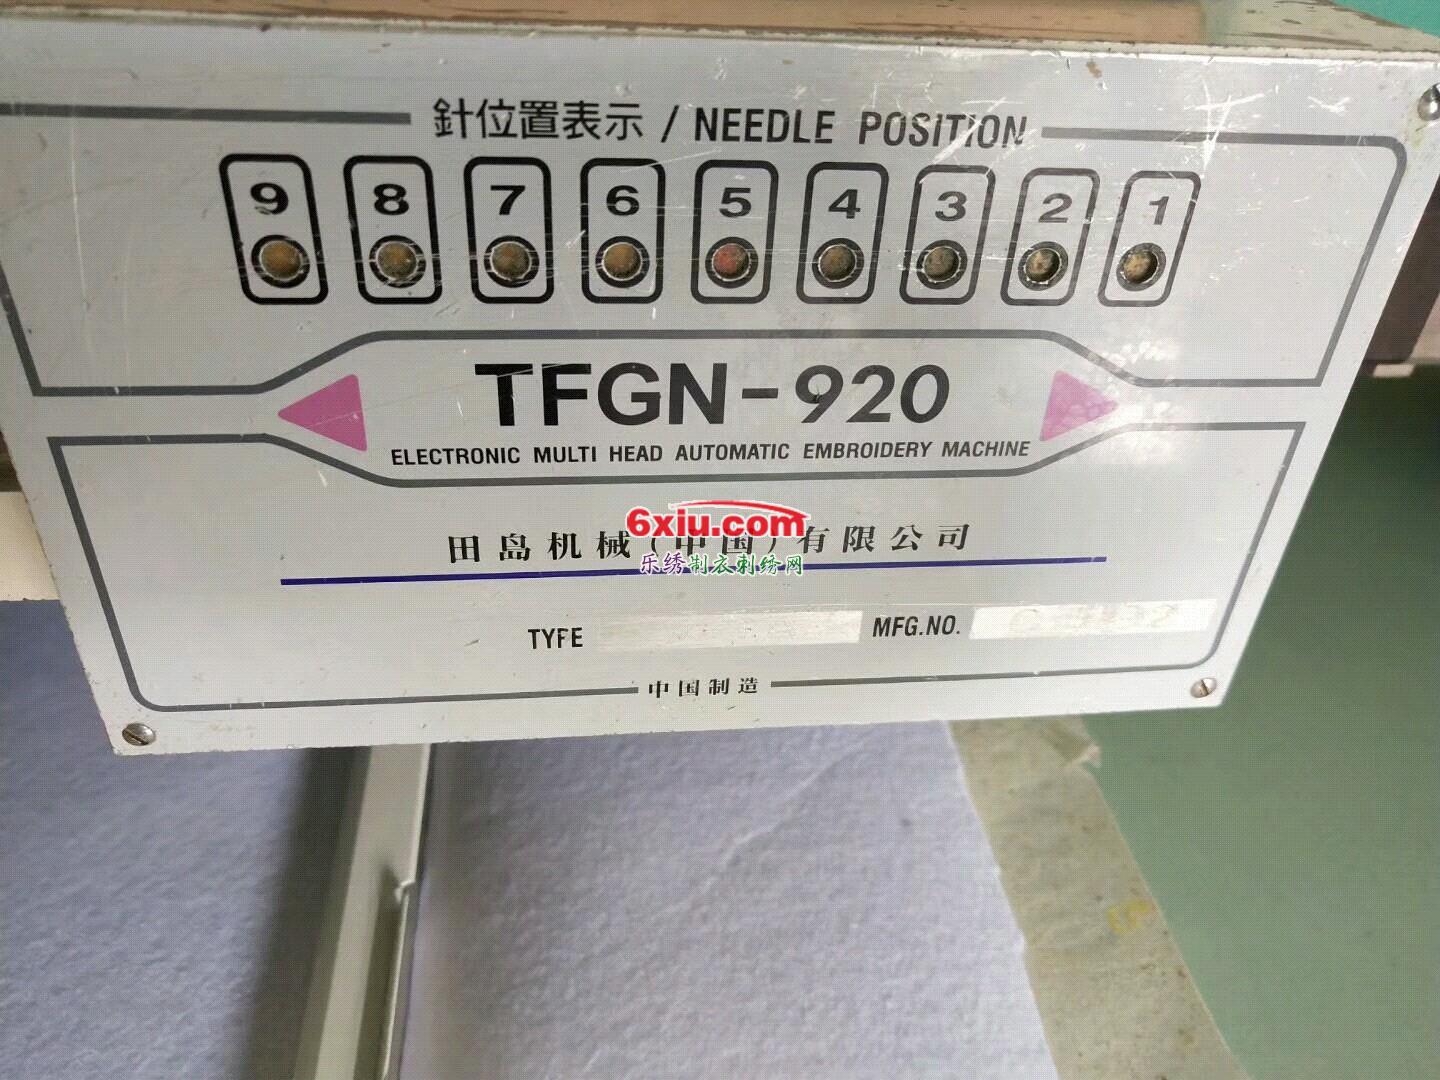 針位置表示 / NEEDLE POSITION
9 8 7 6 5 4 3 2 1
TFGN-920
ELECTRONIC MULTI HEAD AUTOMATIC EMBROIDERY MACHINE
6xiu.com
田岛机械(中国)有限公司
乐绣制衣刺绣网
TYPE MFG.NO.
中国制造